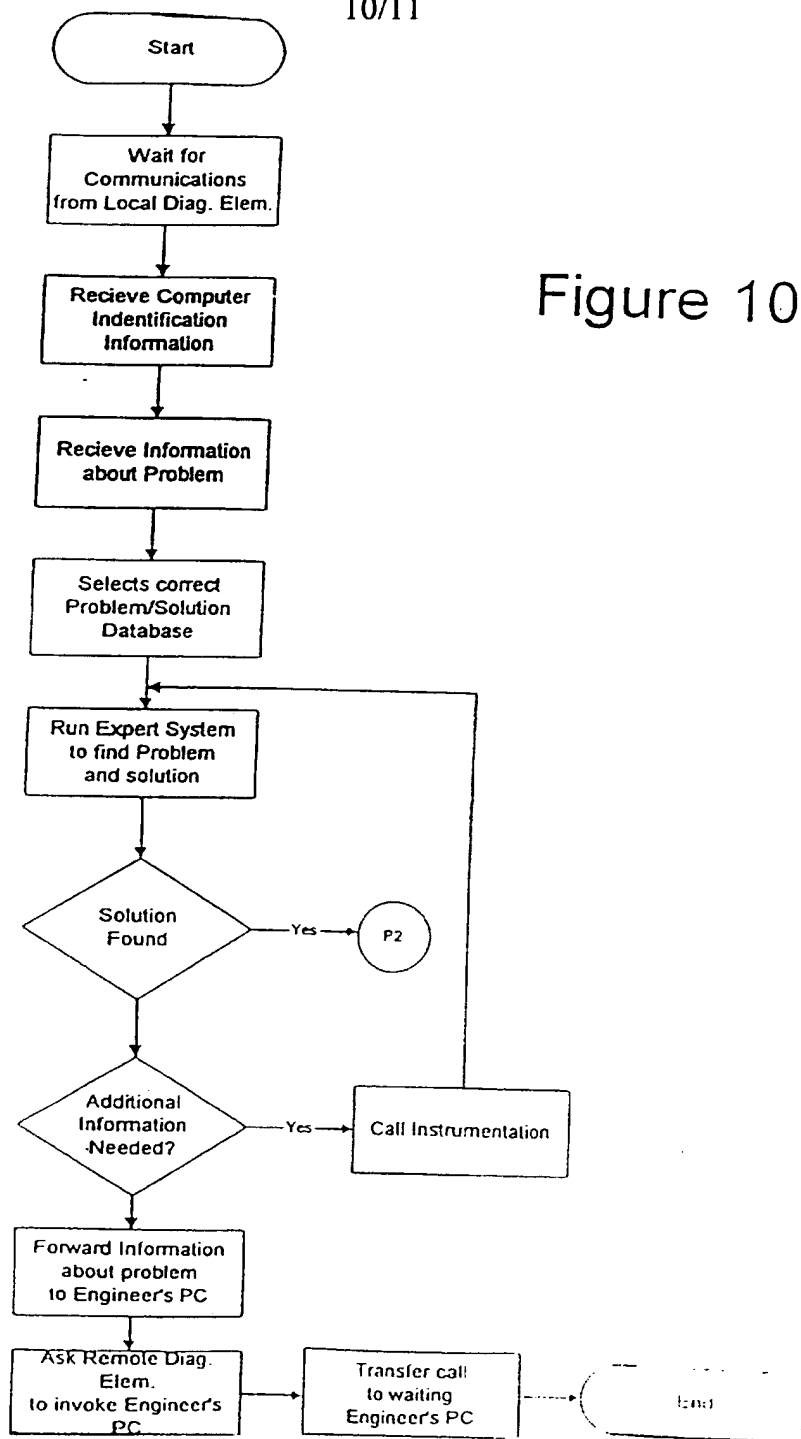 10/11
Start
Wait for
Communications
from Local Diag. Elem.
Figure 10
Recieve Computer
Indentification
Information
Recieve Information
about Problem
Selects correct
Problem/Solution
Database
Run Expert System
to find Problem
and solution
Solution
Found
Yes
P2
Additional
Information
Needed?
Yes
Call Instrumentation
Forward Information
about problem
to Engineer's PC
Ask Remote Diag.
Elem.
to invoke Engineer's
PC
Transfer call
to waiting
Engineer's PC
End